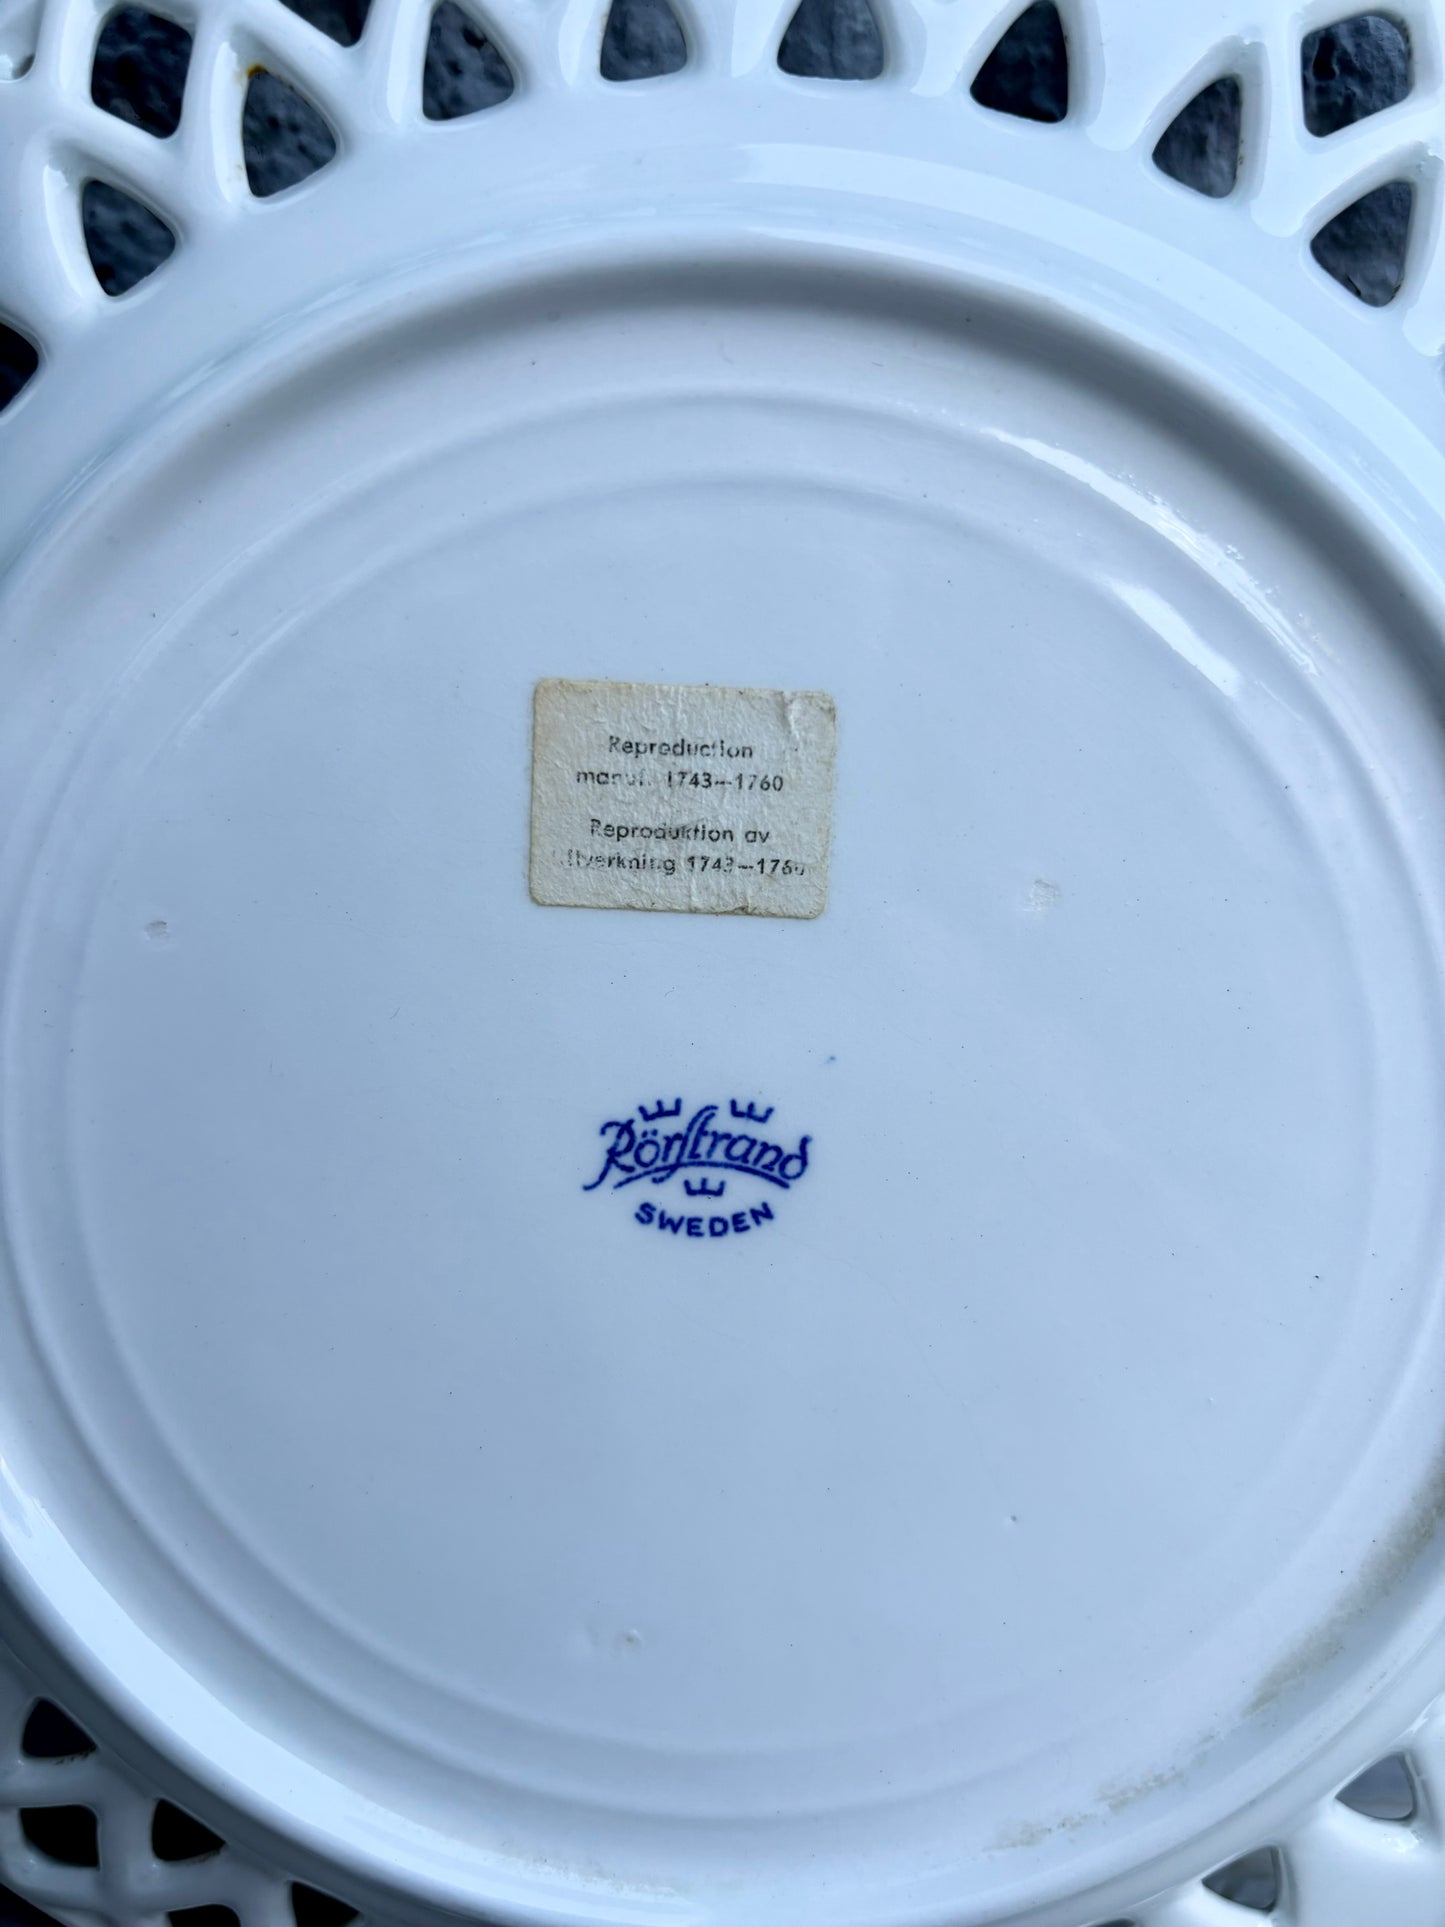 Reproduction
manuf. 1743—1760
Reproduktion av
tillverkning 1743—1760
Rörstrand
SWEDEN